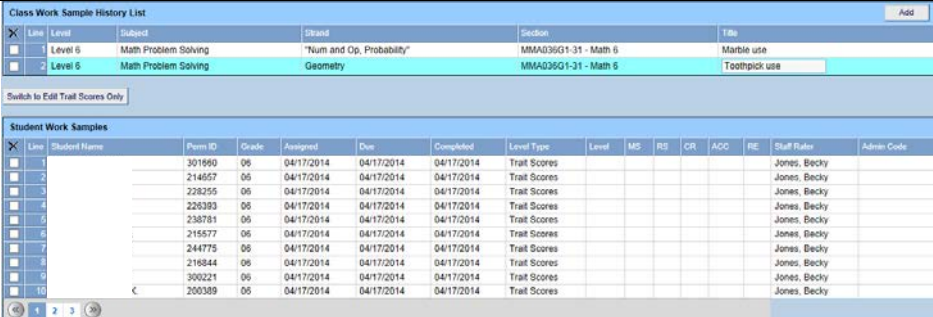 Class Work Sample History List Add
X Line Level Subject Strand Section Title
1 Level 6 Math Problem Solving "Num and Op, Probability" MMA036G1-31 - Math 6 Marble use
2 Level 6 Math Problem Solving Geometry MMA036G1-31 - Math 6 Toothpick use
Switch to Edit Trail Scores Only
Student Work Samples
X Line Student Name Perm ID Grade Assigned Due Completed Level Type Level MS RS CR ACC RE Staff Rater Admin Code
1 301660 06 04/17/2014 04/17/2014 04/17/2014 Trait Scores Jones, Becky
2 214657 06 04/17/2014 04/17/2014 04/17/2014 Trait Scores Jones, Becky
3 228255 06 04/17/2014 04/17/2014 04/17/2014 Trait Scores Jones, Becky
4 226393 06 04/17/2014 04/17/2014 04/17/2014 Trait Scores Jones, Becky
5 238781 06 04/17/2014 04/17/2014 04/17/2014 Trait Scores Jones, Becky
6 215577 06 04/17/2014 04/17/2014 04/17/2014 Trait Scores Jones, Becky
7 244775 06 04/17/2014 04/17/2014 04/17/2014 Trait Scores Jones, Becky
8 216844 06 04/17/2014 04/17/2014 04/17/2014 Trait Scores Jones, Becky
9 300221 06 04/17/2014 04/17/2014 04/17/2014 Trait Scores Jones, Becky
10 200389 06 04/17/2014 04/17/2014 04/17/2014 Trait Scores Jones, Becky
1 2 3